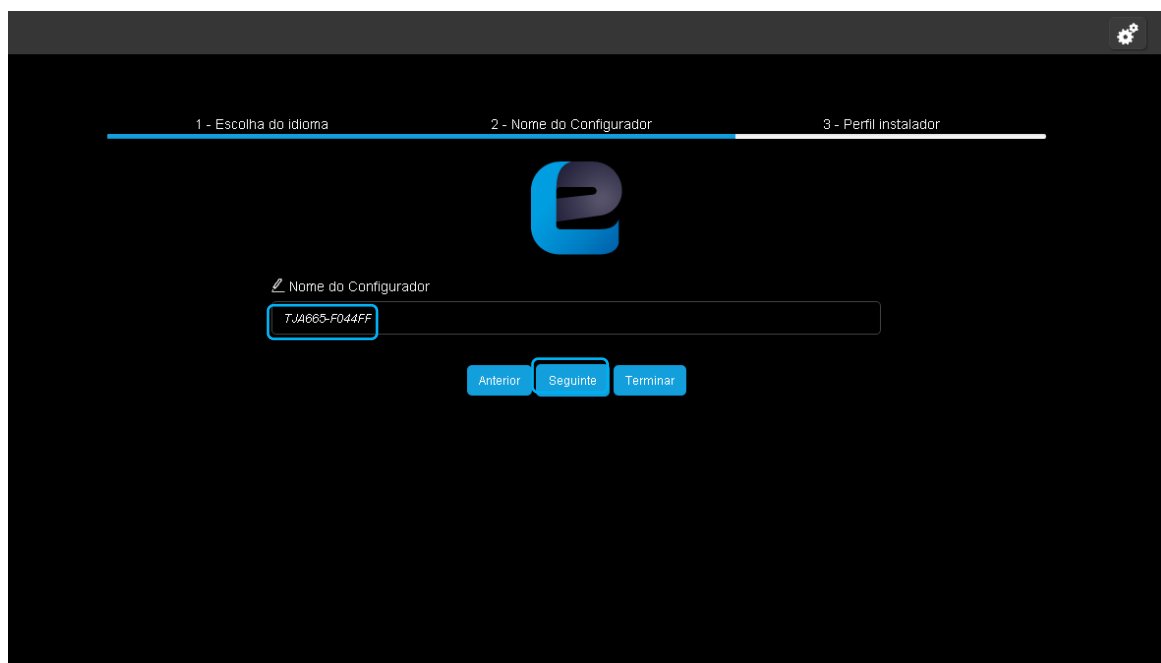 1 - Escolha do idioma
2 - Nome do Configurador
3 - Perfil instalador
Nome do Configurador
TJA665-F044FF
Anterior
Seguinte
Terminar